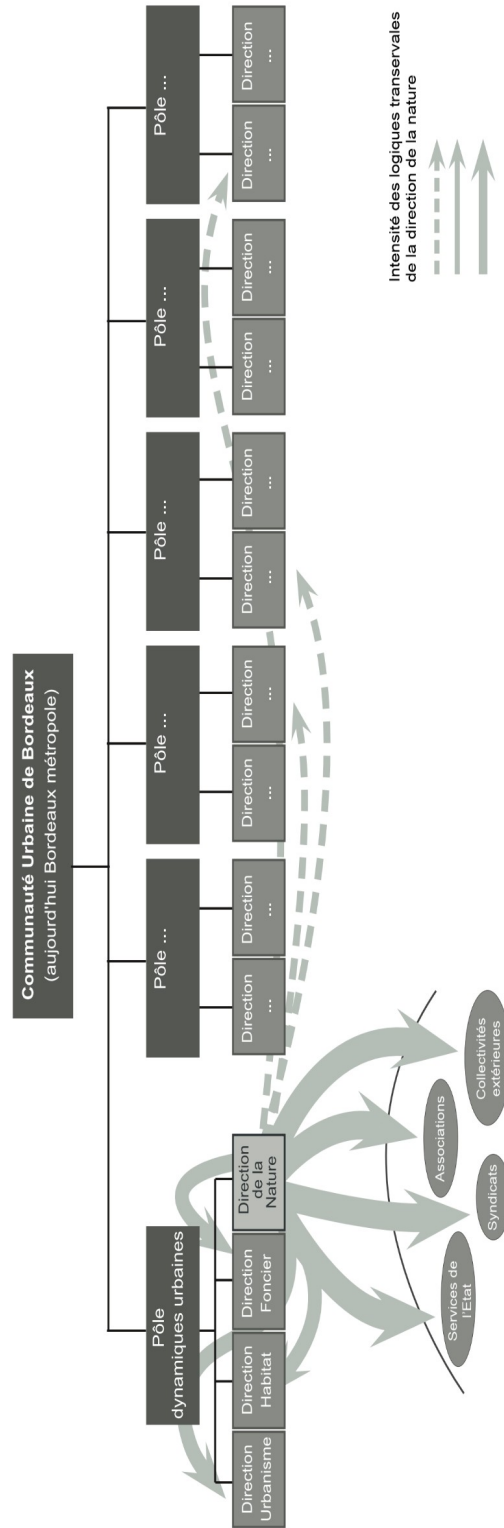 Communauté Urbaine de Bordeaux
(aujourd'hui Bordeaux métropole)
Pôle
dynamiques urbaines
Pôle ...
Pôle ...
Pôle ...
Pôle ...
Pôle ...
Direction
Urbanisme
Direction
Habitat
Direction
Foncier
Direction
de la
Nature
Direction
...
Direction
...
Direction
...
Direction
...
Direction
...
Direction
...
Direction
...
Direction
...
Direction
...
Direction
...
Services de
l'Etat
Syndicats
Associations
Collectivités
extérieures
Intensité des logiques transervales
de la direction de la nature